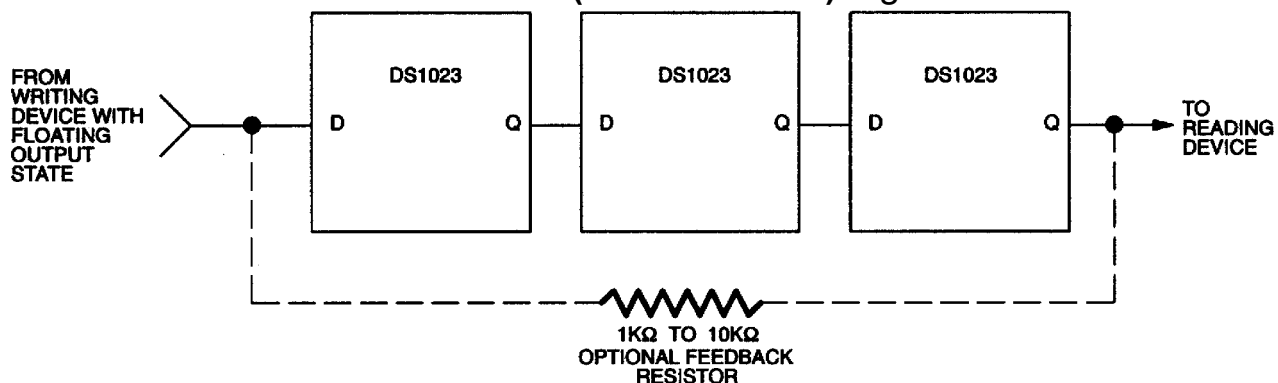 FROM
WRITING
DEVICE WITH
FLOATING
OUTPUT
STATE
DS1023
D
Q
DS1023
D
Q
DS1023
D
Q
TO
READING
DEVICE
1KΩ TO 10KΩ
OPTIONAL FEEDBACK
RESISTOR